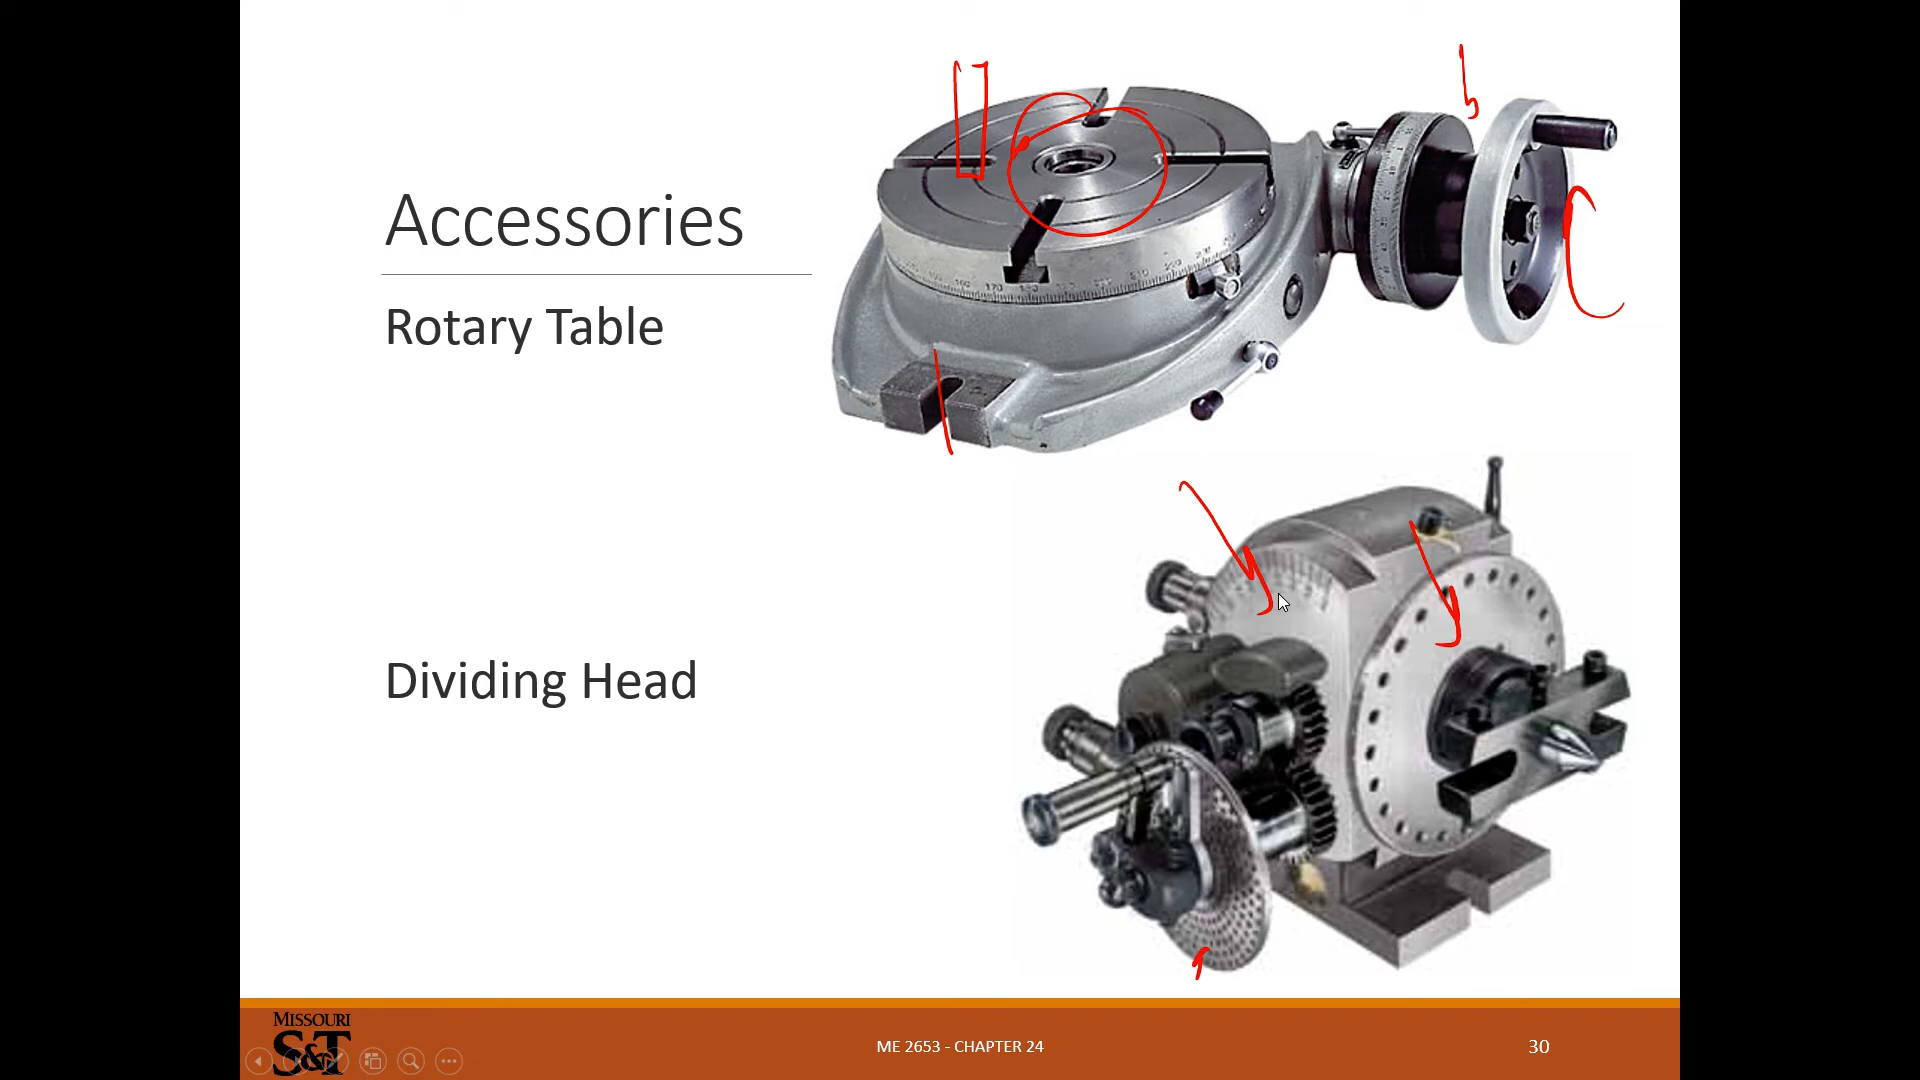 Accessories
Rotary Table
Dividing Head
MISSOURI
S&T
ME 2653 - CHAPTER 24
30